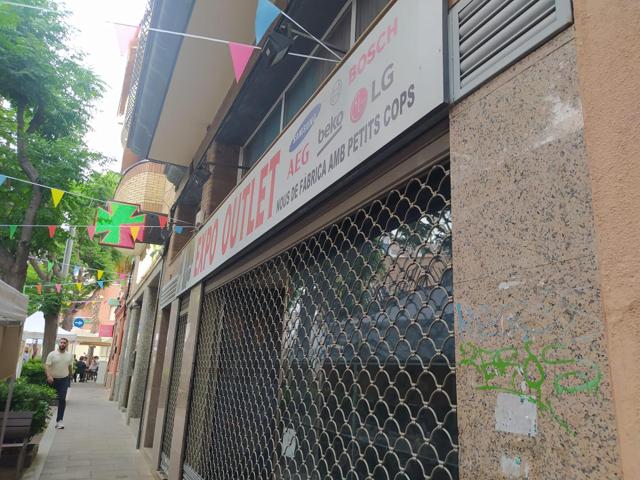 EXPO OUTLET
SAMSUNG
BOSCH
AEG beko LG
NOUS DE FÀBRICA AMB PETITS COPS